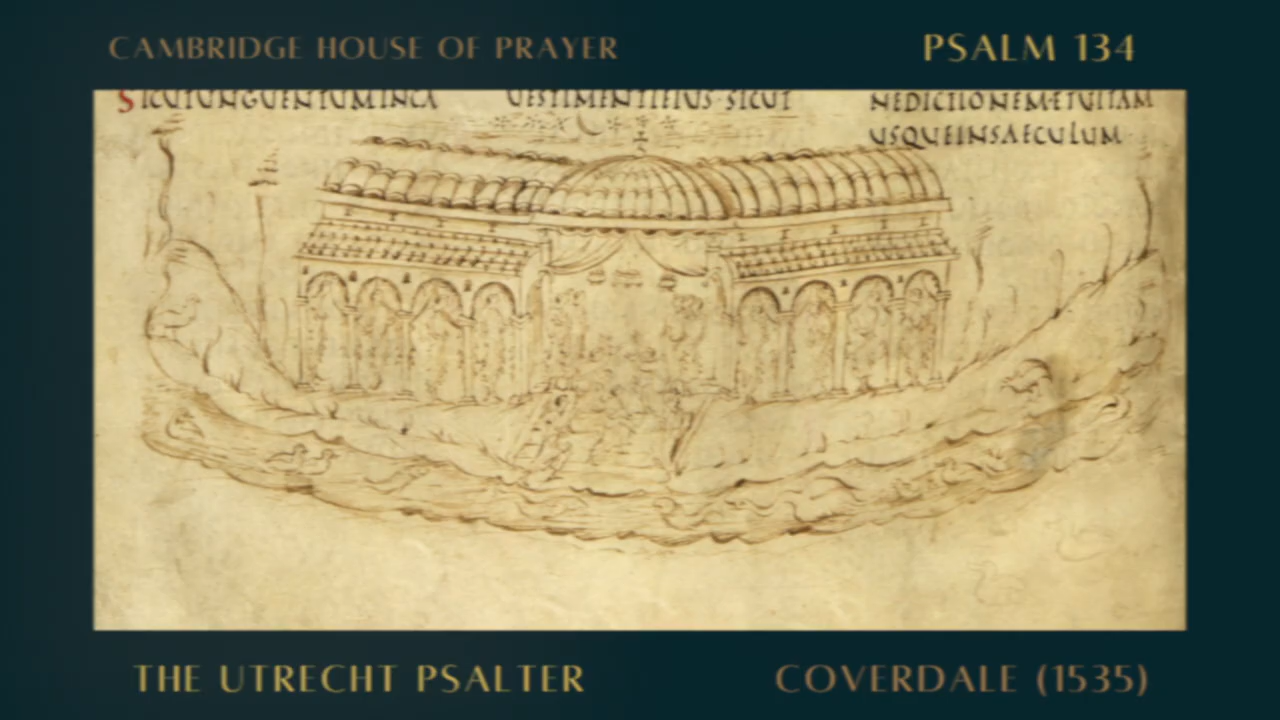 CAMBRIDGE HOUSE OF PRAYER
PSALM 134
SICUTUNGUENTUMINCA
UESTIMENTIEIUS·SICUT
NEDICTIONEMETUITAM
USQUEINSAECULUM
THE UTRECHT PSALTER
COVERDALE (1535)